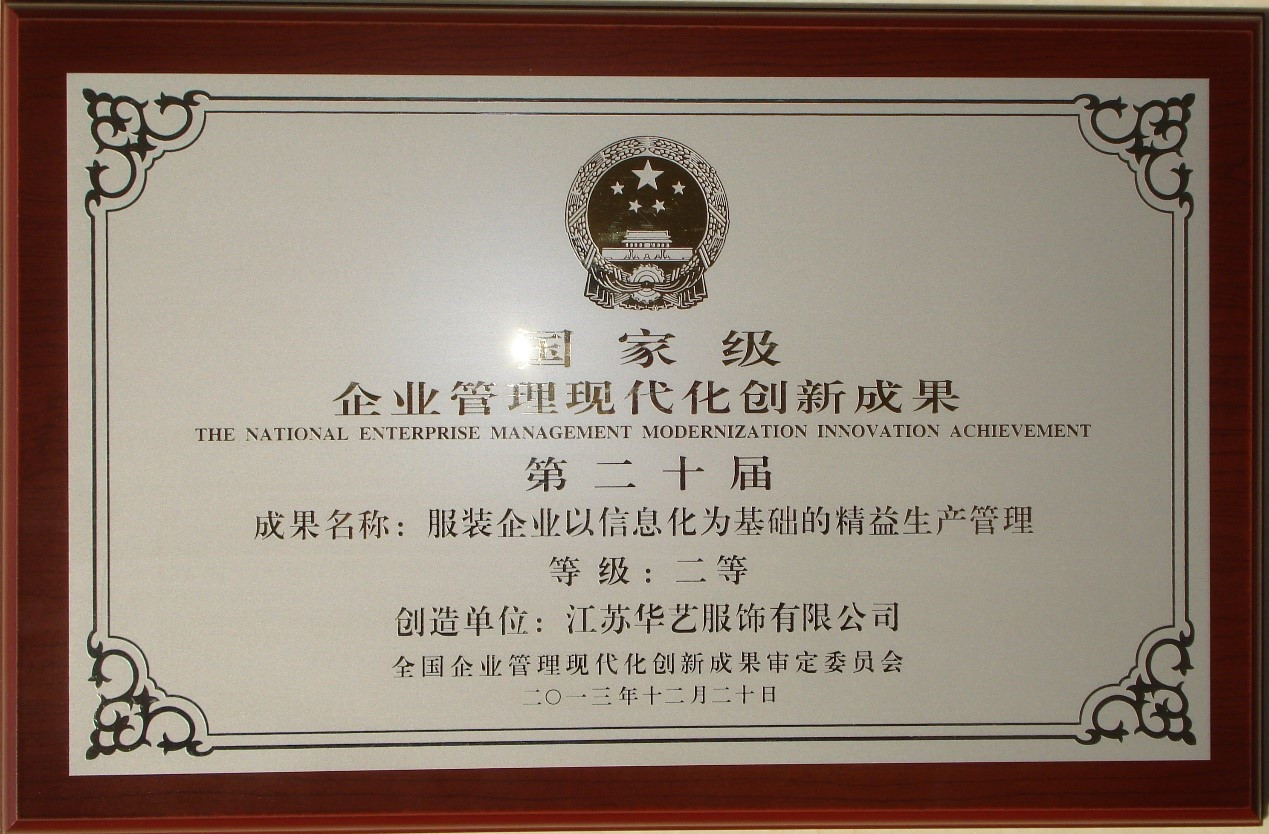 国家级
企业管理现代化创新成果
THE NATIONAL ENTERPRISE MANAGEMENT MODERNIZATION INNOVATION ACHIEVEMENT
第二十届
成果名称：服装企业以信息化为基础的精益生产管理
等级：二等
创造单位：江苏华艺服饰有限公司
全国企业管理现代化创新成果审定委员会
二〇一三年十二月二十日